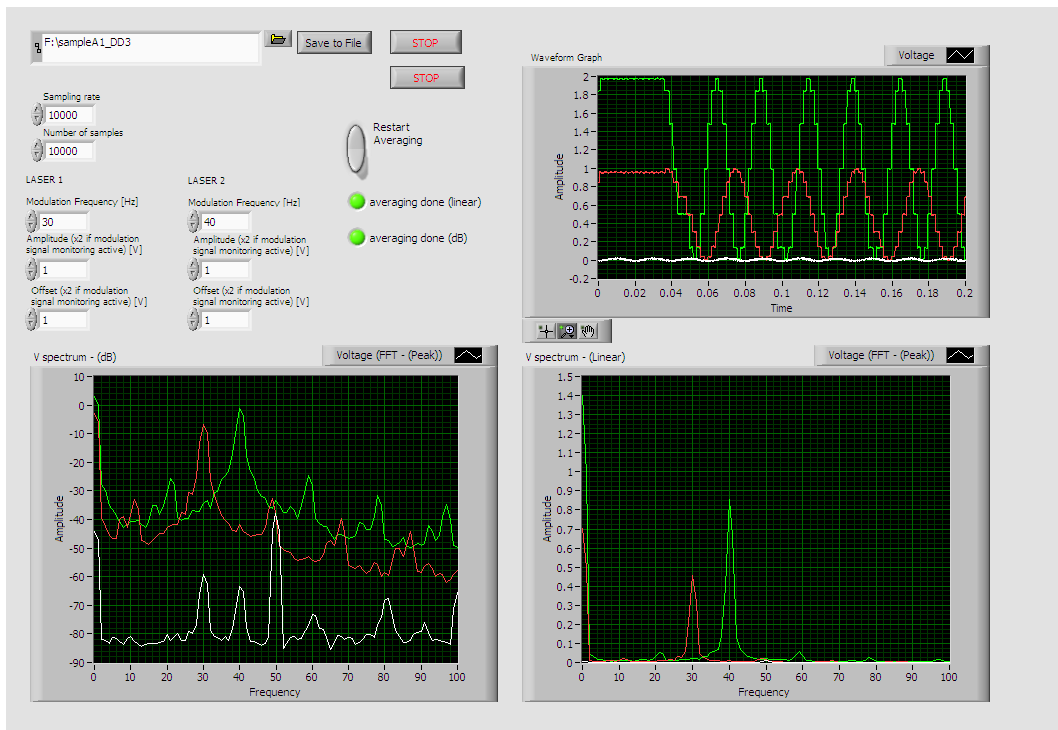 F:\sampleA1_DD3
Save to File
STOP
STOP
Sampling rate
10000
Number of samples
10000
Restart
Averaging
LASER 1
LASER 2
Modulation Frequency [Hz]
30
Modulation Frequency [Hz]
40
Amplitude (x2 if modulation
signal monitoring active) [V]
1
Amplitude (x2 if modulation
signal monitoring active) [V]
1
Offset (x2 if modulation
signal monitoring active) [V]
1
Offset (x2 if modulation
signal monitoring active) [V]
1
averaging done (linear)
averaging done (dB)
Waveform Graph
Voltage
Amplitude
2
1.8
1.6
1.4
1.2
1
0.8
0.6
0.4
0.2
0
-0.2
0 0.02 0.04 0.06 0.08 0.1 0.12 0.14 0.16 0.18 0.2
Time
V spectrum - (dB)
Voltage (FFT - (Peak))
Amplitude
10
0
-10
-20
-30
-40
-50
-60
-70
-80
-90
0 10 20 30 40 50 60 70 80 90 100
Frequency
V spectrum - (Linear)
Voltage (FFT - (Peak))
Amplitude
1.5
1.4
1.3
1.2
1.1
1
0.9
0.8
0.7
0.6
0.5
0.4
0.3
0.2
0.1
0
0 10 20 30 40 50 60 70 80 90 100
Frequency